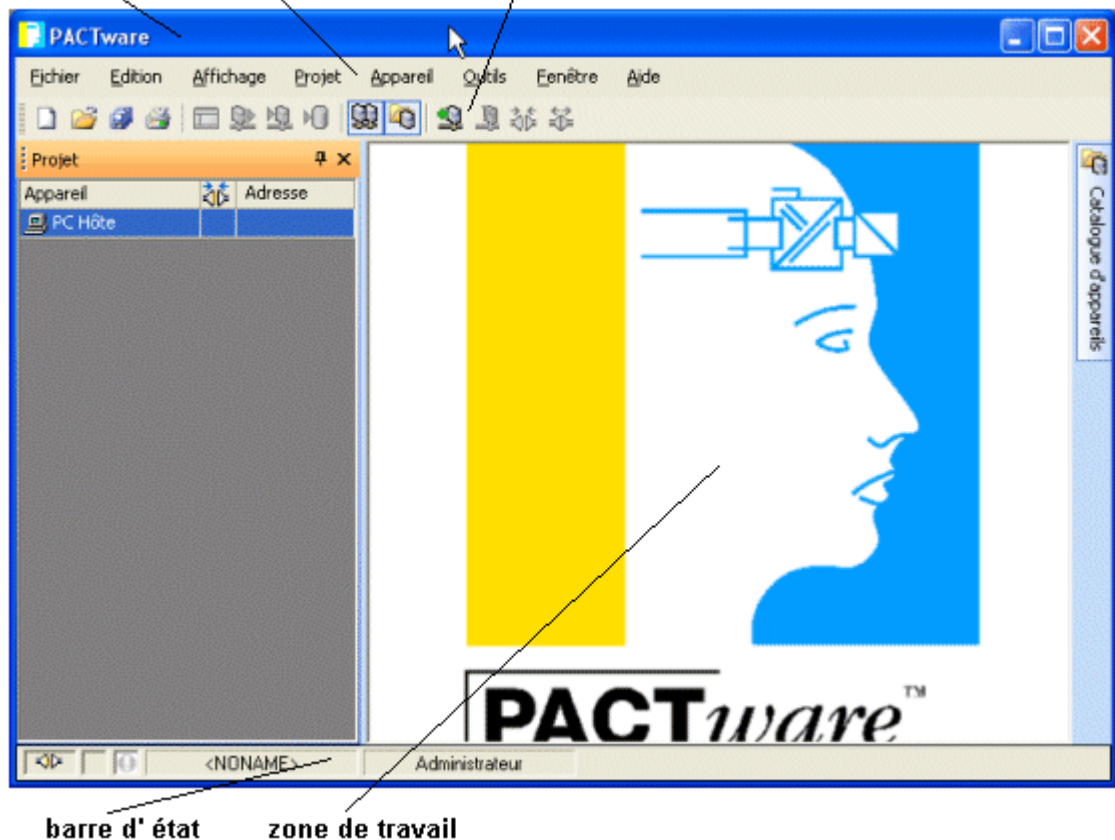 PACTware
Fichier Edition Affichage Projet Appareil Outils Fenêtre Aide
Projet
Appareil Adresse
PC Hôte
Catalogue d'appareils
PACTware™
<NONAME> Administrateur
barre d' état zone de travail